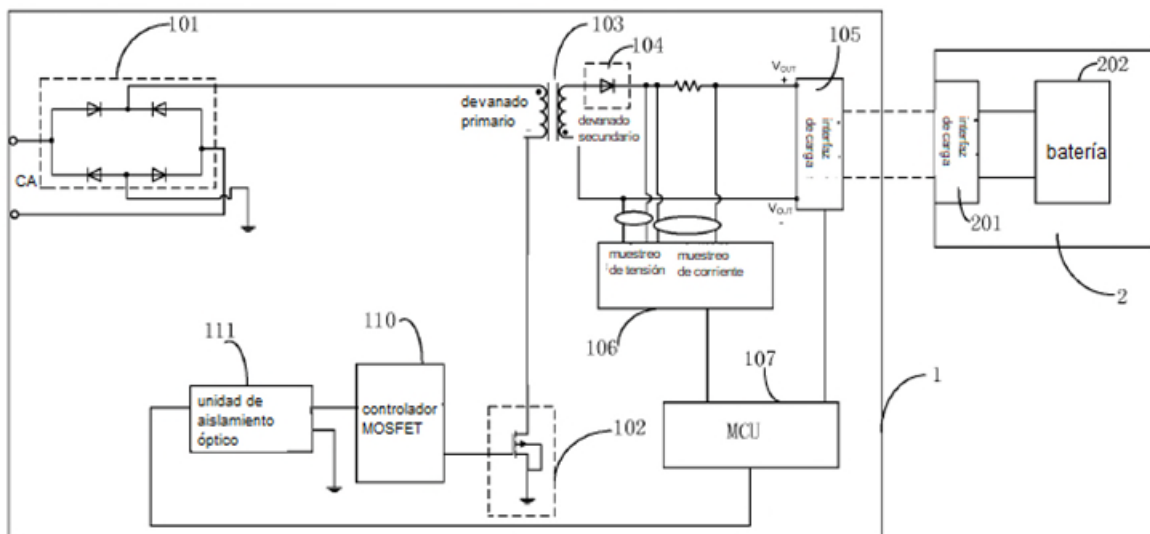 101
103
104
105
202
V_OUT
+
devanado
primario
devanado
secundario
interfaz
de carga
interfaz
de carga
batería
CA
V_OUT
-
201
muestreo
de tensión
muestreo
de corriente
2
106
111
110
107
1
unidad de
aislamiento
óptico
controlador
MOSFET
102
MCU